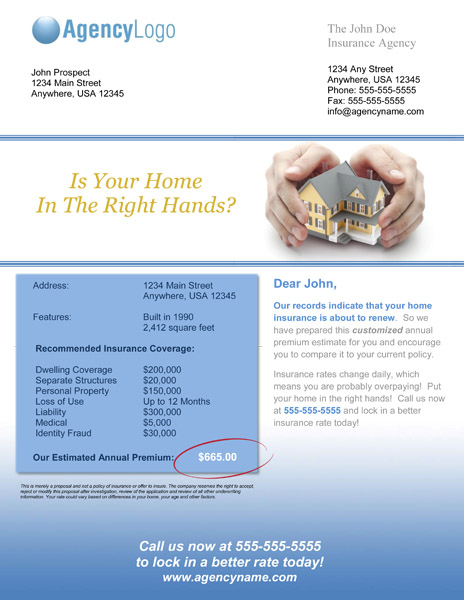 AgencyLogo
The John Doe
Insurance Agency
John Prospect
1234 Main Street
Anywhere, USA 12345
1234 Any Street
Anywhere, USA 12345
Phone: 555-555-5555
Fax: 555-555-5555
info@agencyname.com
Is Your Home
In The Right Hands?
Address: 1234 Main Street
Anywhere, USA 12345
Features: Built in 1990
2,412 square feet
Recommended Insurance Coverage:
Dwelling Coverage $200,000
Separate Structures $20,000
Personal Property $150,000
Loss of Use Up to 12 Months
Liability $300,000
Medical $5,000
Identity Fraud $30,000
Our Estimated Annual Premium: $665.00
This is merely a proposal and not a policy of insurance or offer to insure. The company reserves the right to accept,
reject or modify this proposal after investigation, review of the application and review of all other underwriting
information. Your rate could vary based on differences in your home, your age and other factors.
Dear John,
Our records indicate that your home
insurance is about to renew. So we
have prepared this customized annual
premium estimate for you and encourage
you to compare it to your current policy.
Insurance rates change daily, which
means you are probably overpaying! Put
your home in the right hands! Call us now
at 555-555-5555 and lock in a better
insurance rate today!
Call us now at 555-555-5555
to lock in a better rate today!
www.agencyname.com